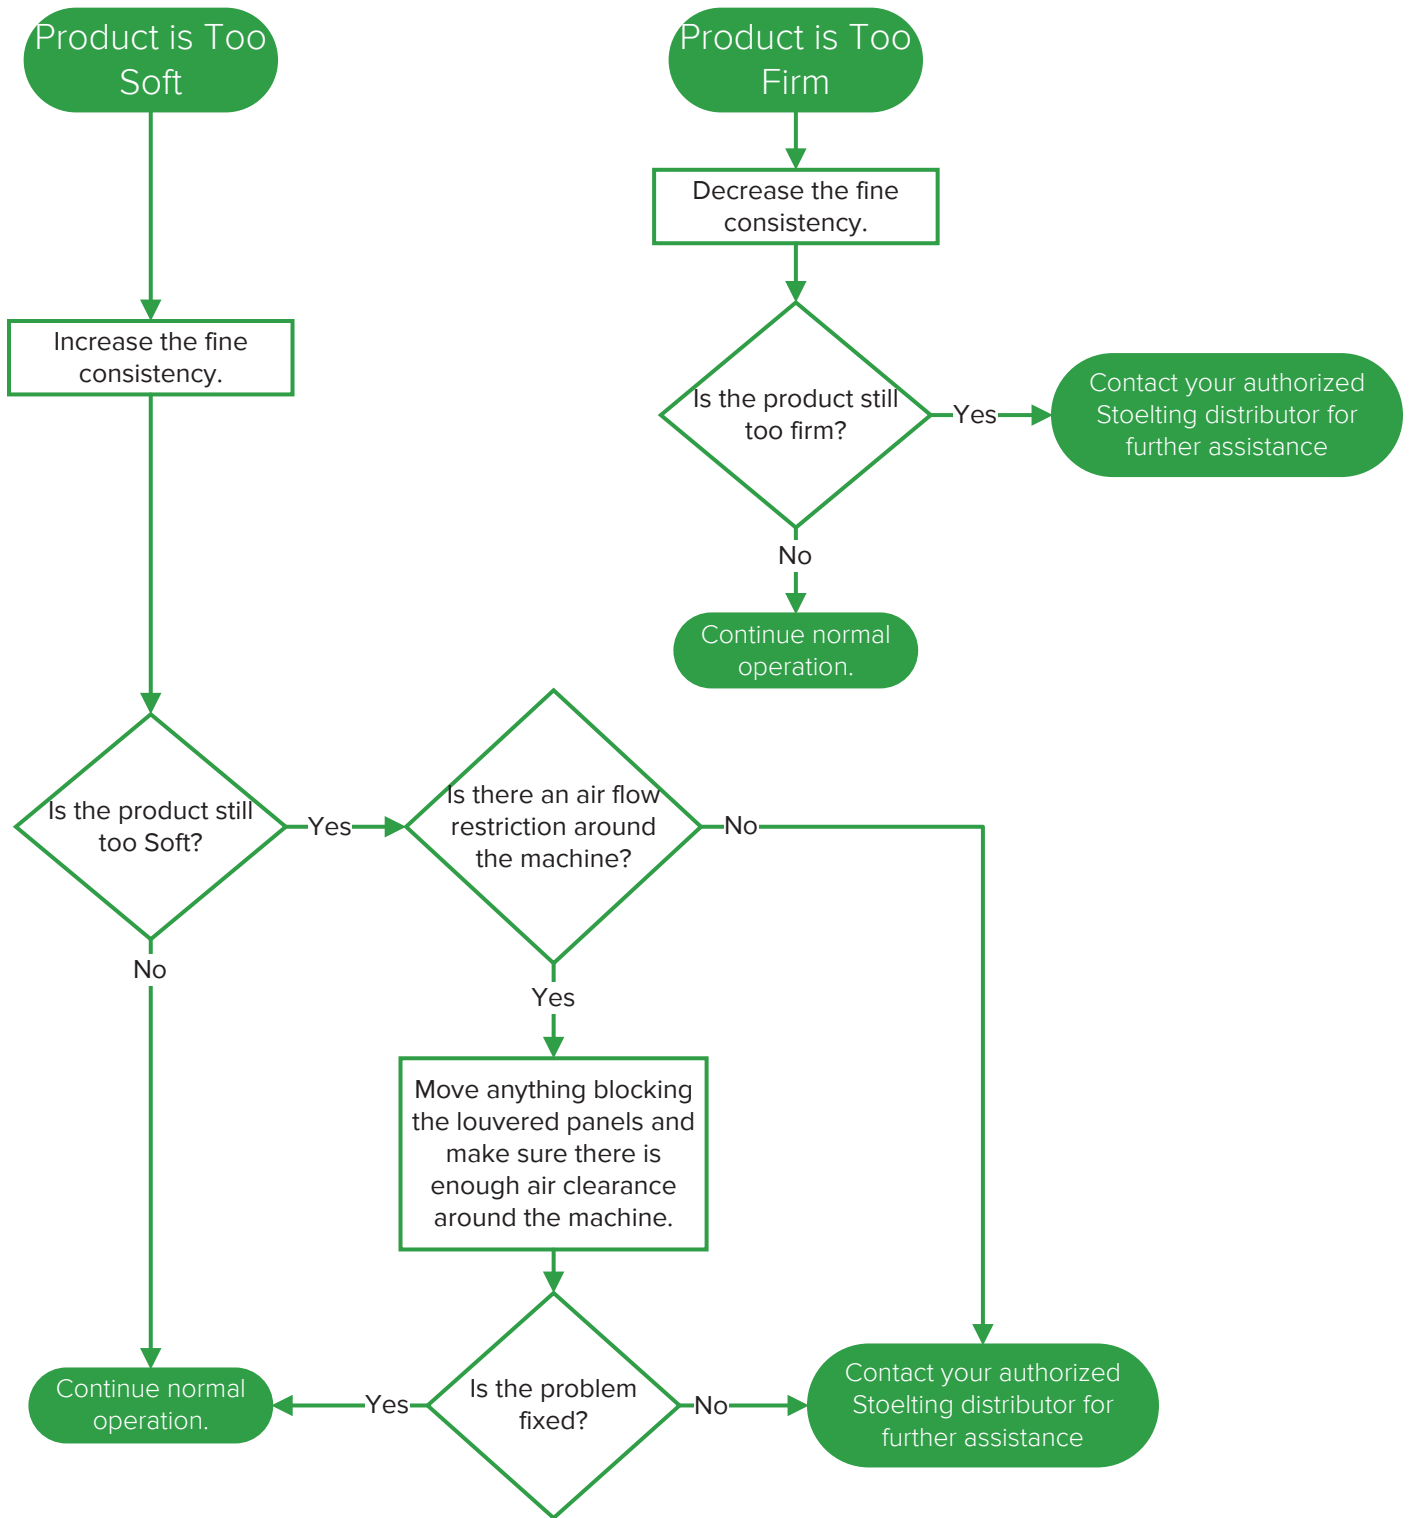 Product is Too
Soft
Increase the fine
consistency.
Is the product still
too Soft?
Yes
No
Is there an air flow
restriction around
the machine?
No
Yes
Move anything blocking
the louvered panels and
make sure there is
enough air clearance
around the machine.
Is the problem
fixed?
Yes
No
Continue normal
operation.
Contact your authorized
Stoelting distributor for
further assistance
Product is Too
Firm
Decrease the fine
consistency.
Is the product still
too firm?
Yes
Contact your authorized
Stoelting distributor for
further assistance
No
Continue normal
operation.